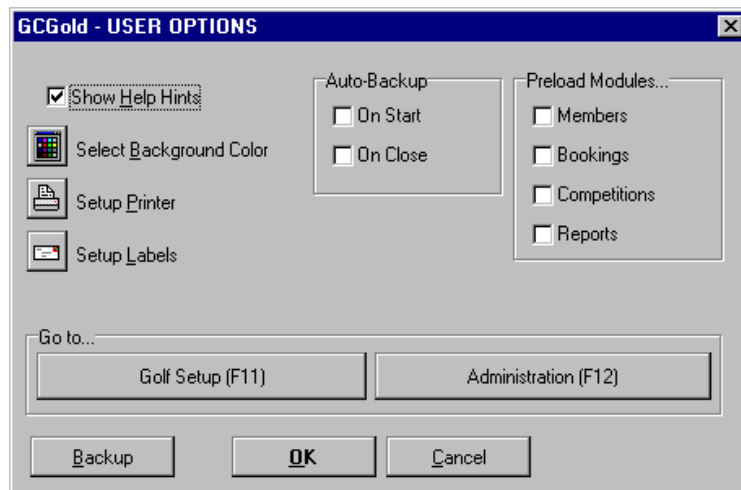 GCGold - USER OPTIONS
Show Help Hints
Select Background Color
Setup Printer
Setup Labels
Auto-Backup
On Start
On Close
Preload Modules...
Members
Bookings
Competitions
Reports
Go to...
Golf Setup (F11)
Administration (F12)
Backup
OK
Cancel